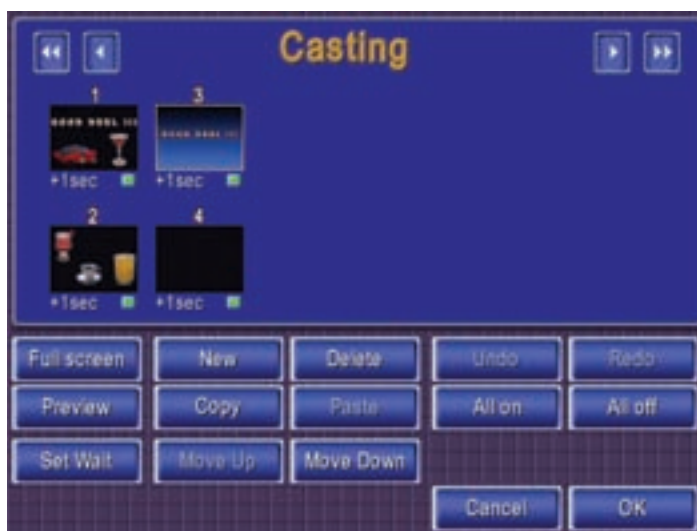 Casting
1 3
+1sec +1sec
2 4
+1sec +1sec
Full screen New Delete Undo Redo
Preview Copy Paste All on All off
Set Wait Move Up Move Down
Cancel OK